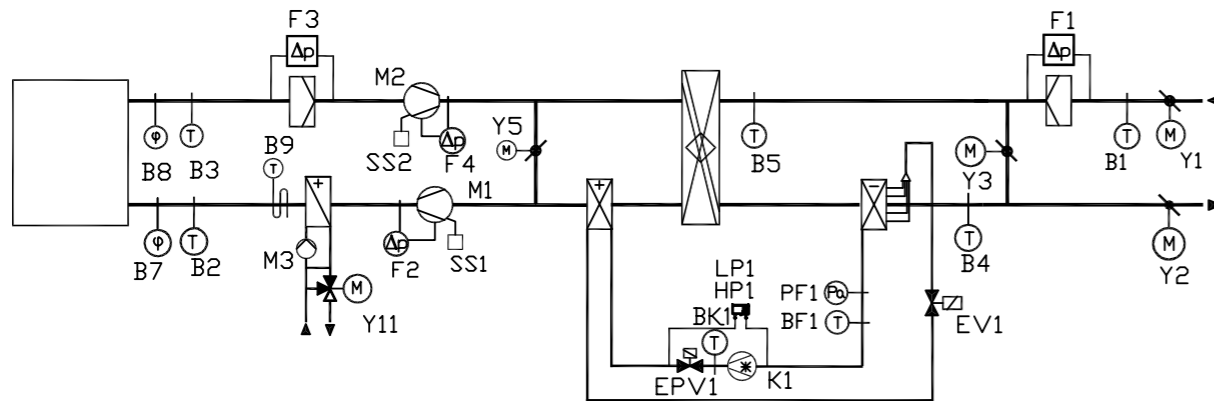 F3
Δp
M2
B8
φ
B3
T
B9
T
SS2
F4
Δp
Y5
M
B5
T
F1
Δp
B1
T
Y1
M
Y3
M
B7
φ
B2
T
+
M3
Y11
M
F2
Δp
M1
SS1
+
−
B4
T
Y2
M
LP1
HP1
BK1
T
PF1
Pa
BF1
T
EV1
EPV1
K1